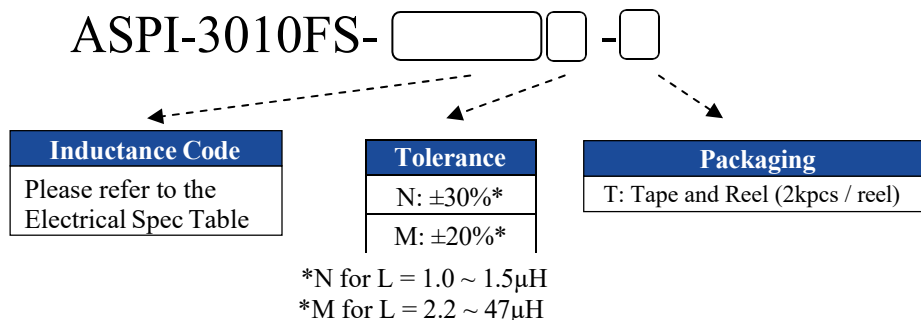 ASPI-3010FS- -
Inductance Code
Please refer to the
Electrical Spec Table
Tolerance
N: ±30%*
M: ±20%*
*N for L = 1.0 ~ 1.5µH
*M for L = 2.2 ~ 47µH
Packaging
T: Tape and Reel (2kpcs / reel)